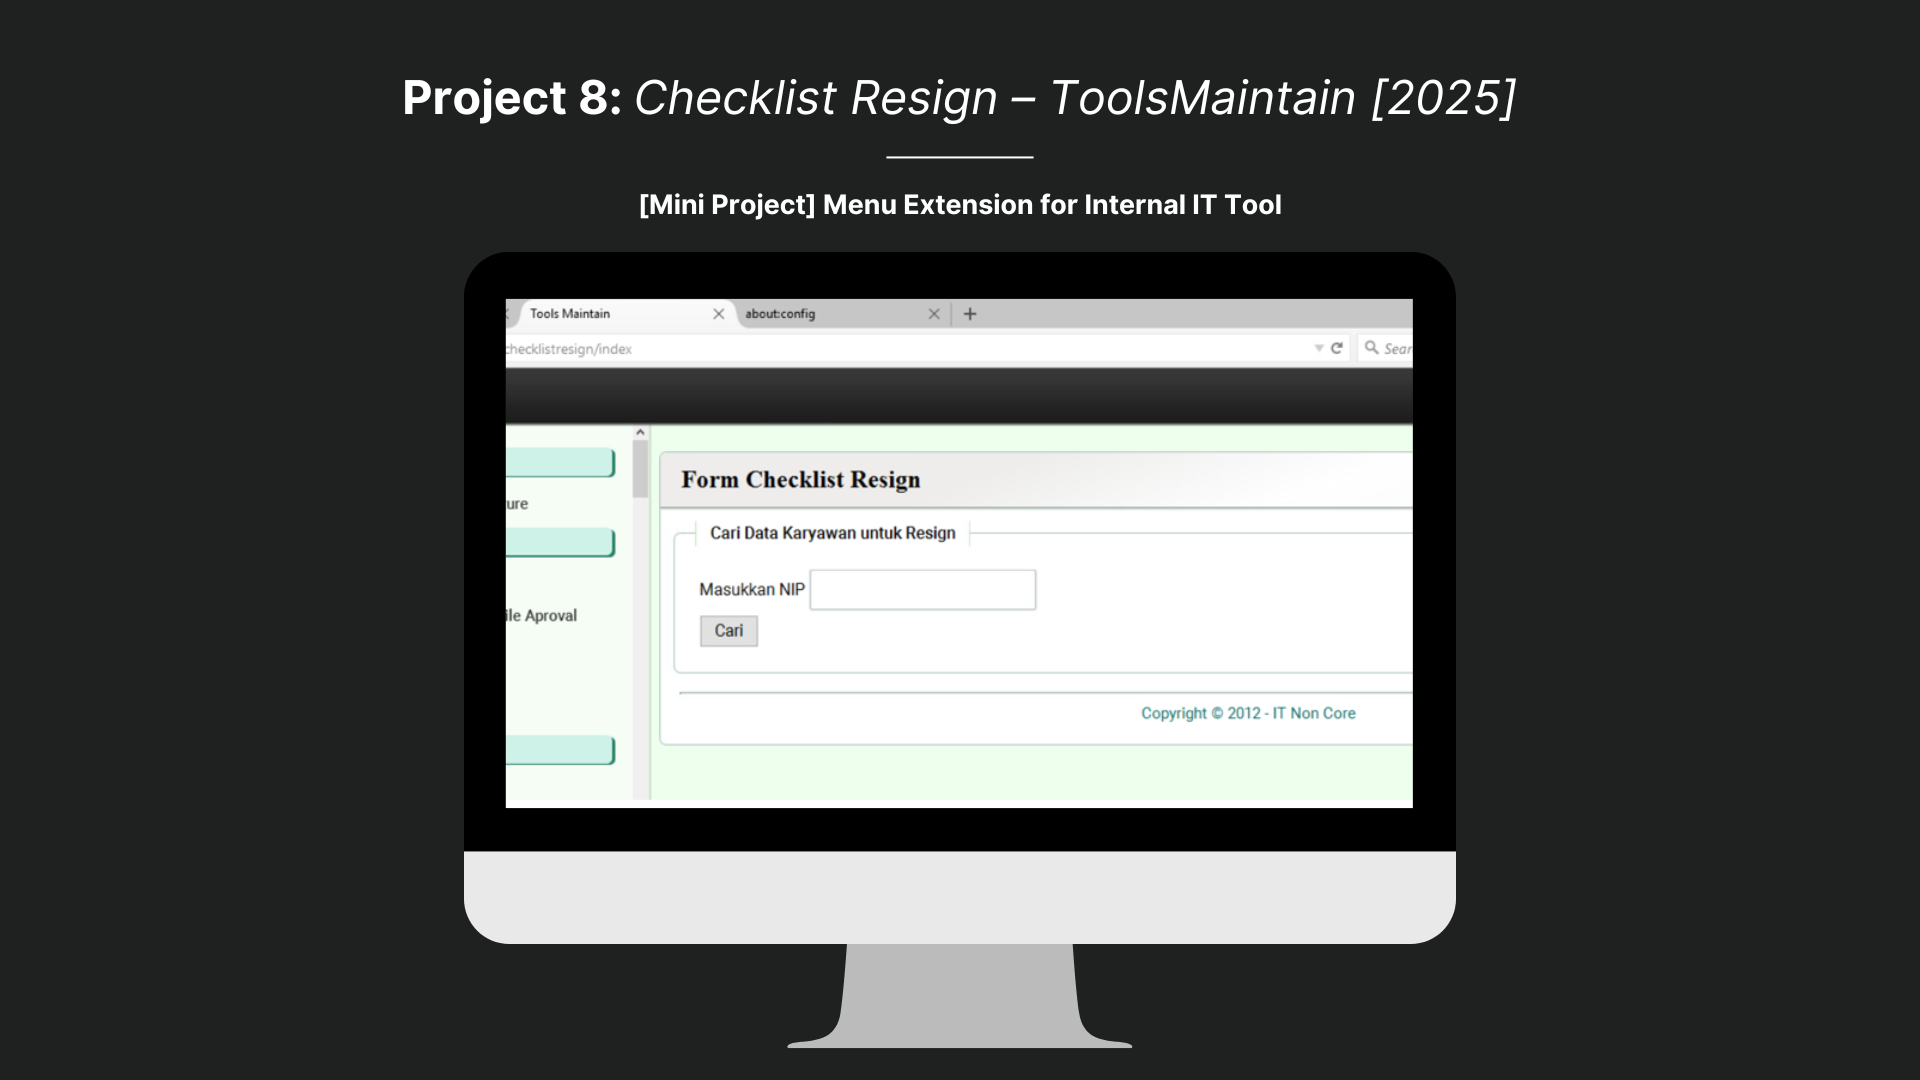 Project 8: Checklist Resign – ToolsMaintain [2025]
[Mini Project] Menu Extension for Internal IT Tool
Tools Maintain
about:config
checklistresign/index
Sear
ure
ile Aproval
Form Checklist Resign
Cari Data Karyawan untuk Resign
Masukkan NIP
Cari
Copyright © 2012 - IT Non Core